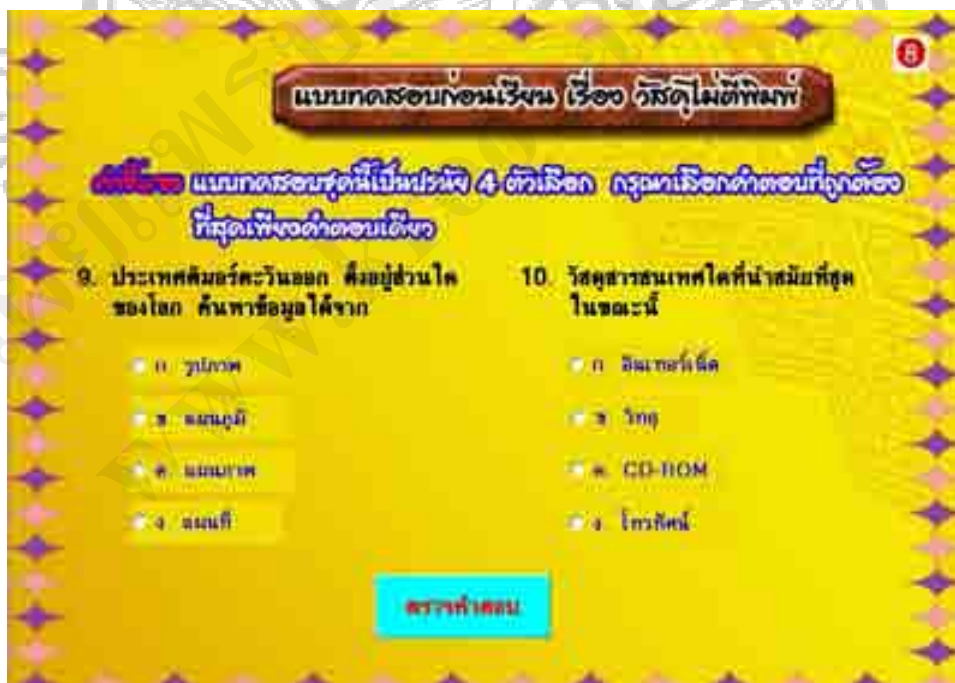 8
แบบทดสอบก่อนเรียน เรื่อง วัสดุไม่ตีพิมพ์
คำชี้แจง แบบทดสอบชุดนี้เป็นปรนัย 4 ตัวเลือก กรุณาเลือกคำตอบที่ถูกต้อง
ที่สุดเพียงคำตอบเดียว
9. ประเทศติมอร์ตะวันออก ตั้งอยู่ส่วนใด
ของโลก ค้นหาข้อมูลได้จาก
ก รูปภาพ
ข แผนภูมิ
ค. แผนภาพ
ง แผนที่
10. วัสดุสารสนเทศใดที่นำสมัยที่สุด
ในขณะนี้
ก อินเทอร์เน็ต
ข วิทยุ
ค. CD-ROM
ง. โทรทัศน์
ตรวจคำตอบ